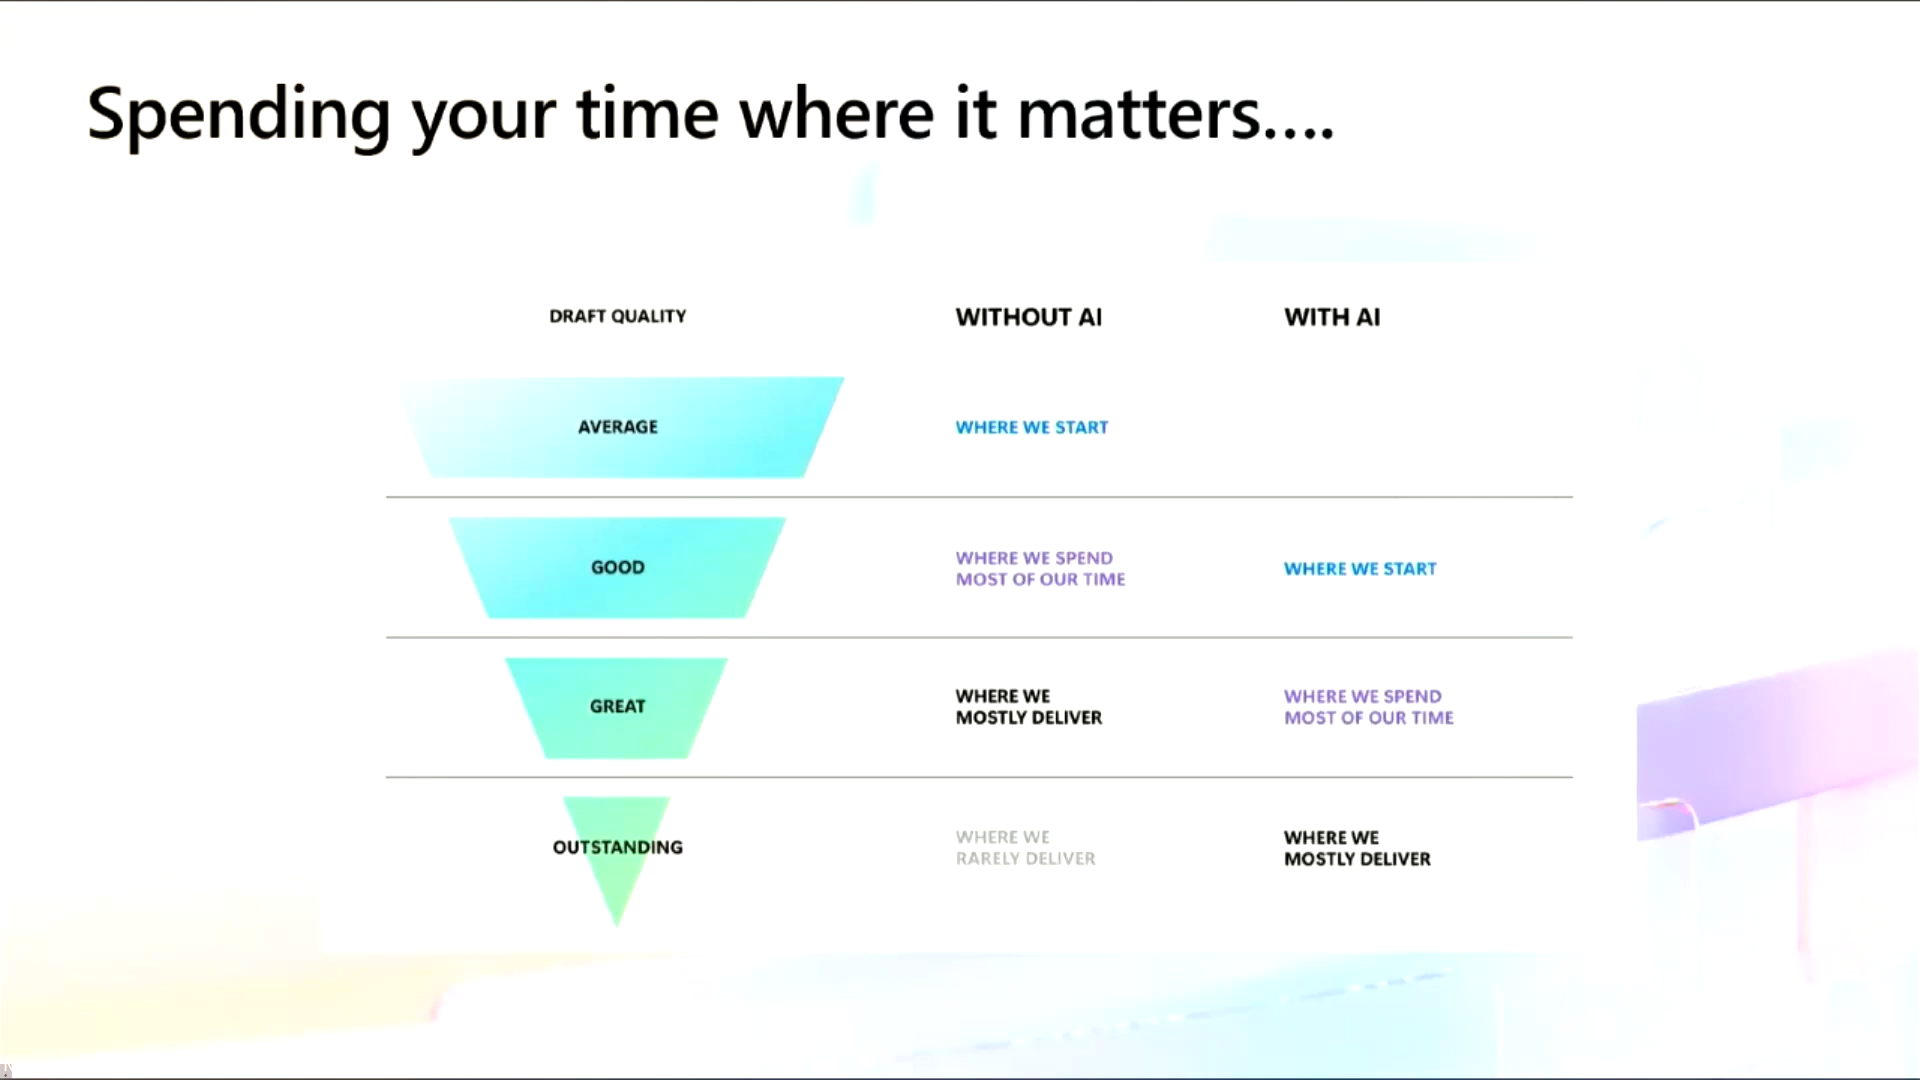 Spending your time where it matters....
DRAFT QUALITY
WITHOUT AI
WITH AI
AVERAGE
WHERE WE START
GOOD
WHERE WE SPEND
MOST OF OUR TIME
WHERE WE START
GREAT
WHERE WE
MOSTLY DELIVER
WHERE WE SPEND
MOST OF OUR TIME
OUTSTANDING
WHERE WE
RARELY DELIVER
WHERE WE
MOSTLY DELIVER